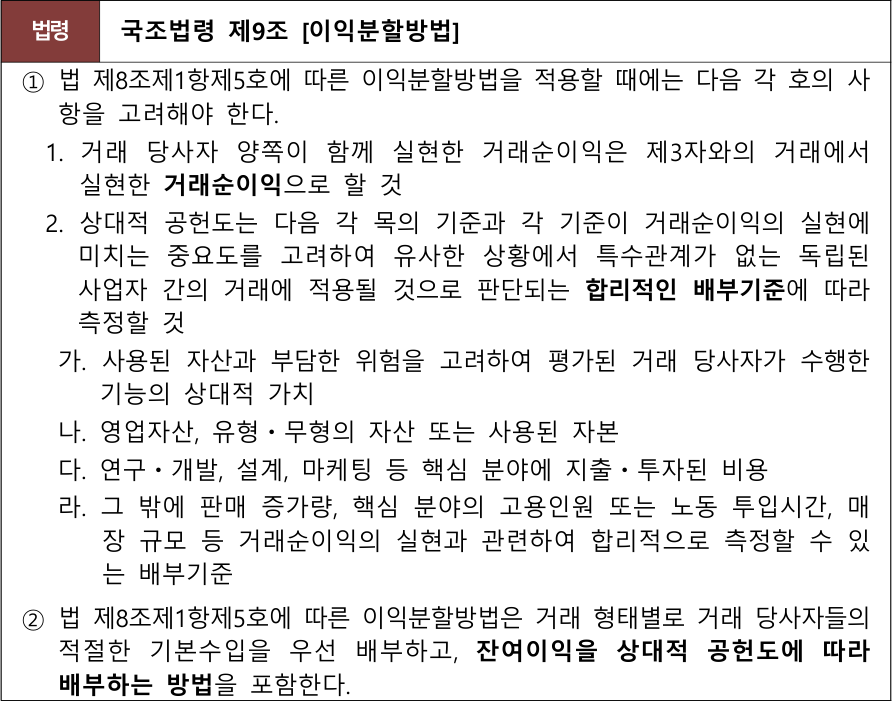 법령 국조법령 제9조 [이익분할방법]
① 법 제8조제1항제5호에 따른 이익분할방법을 적용할 때에는 다음 각 호의 사
항을 고려해야 한다.
1. 거래 당사자 양쪽이 함께 실현한 거래순이익은 제3자와의 거래에서
실현한 거래순이익으로 할 것
2. 상대적 공헌도는 다음 각 목의 기준과 각 기준이 거래순이익의 실현에
미치는 중요도를 고려하여 유사한 상황에서 특수관계가 없는 독립된
사업자 간의 거래에 적용될 것으로 판단되는 합리적인 배부기준에 따라
측정할 것
가. 사용된 자산과 부담한 위험을 고려하여 평가된 거래 당사자가 수행한
기능의 상대적 가치
나. 영업자산, 유형・무형의 자산 또는 사용된 자본
다. 연구・개발, 설계, 마케팅 등 핵심 분야에 지출・투자된 비용
라. 그 밖에 판매 증가량, 핵심 분야의 고용인원 또는 노동 투입시간, 매
장 규모 등 거래순이익의 실현과 관련하여 합리적으로 측정할 수 있
는 배부기준
② 법 제8조제1항제5호에 따른 이익분할방법은 거래 형태별로 거래 당사자들의
적절한 기본수입을 우선 배부하고, 잔여이익을 상대적 공헌도에 따라
배부하는 방법을 포함한다.